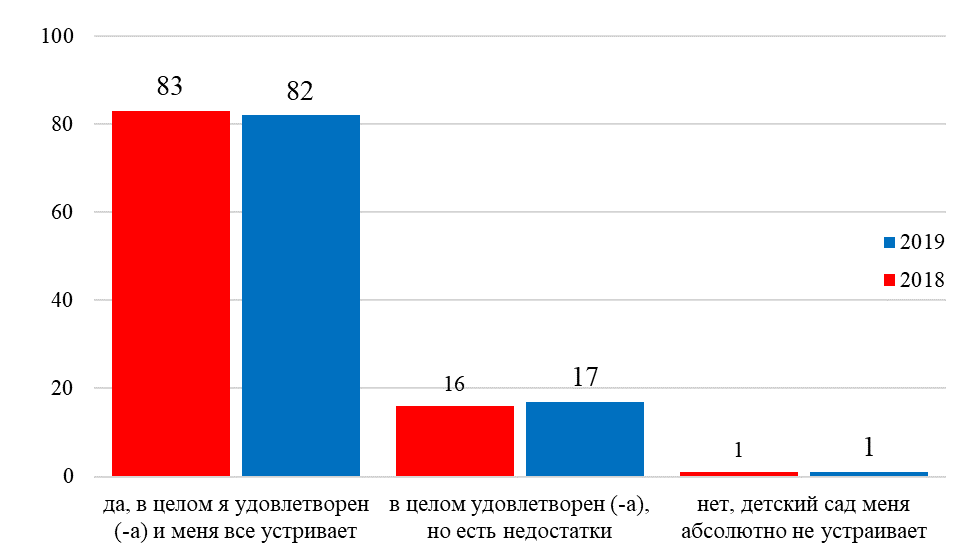 100
83
82
80
60
2019
2018
40
16
17
20
1
1
0
да, в целом я удовлетворен
(-а) и меня все устривает
в целом удовлетворен (-а),
но есть недостатки
нет, детский сад меня
абсолютно не устраивает